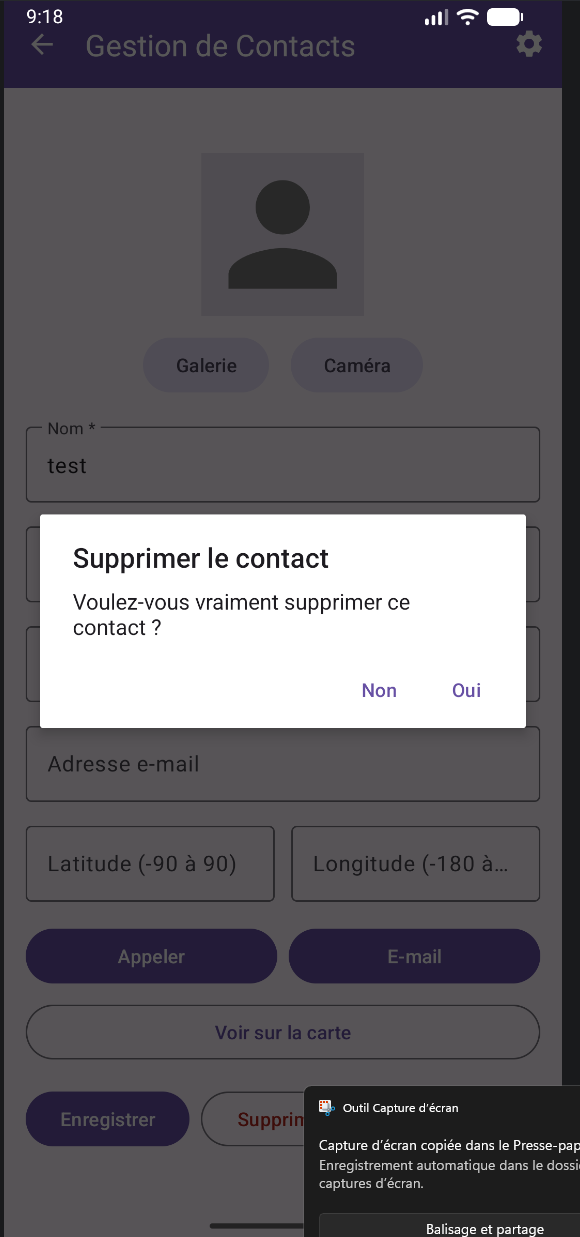 9:18
Gestion de Contacts
Galerie
Caméra
Nom *
test
Supprimer le contact
Voulez-vous vraiment supprimer ce
contact ?
Non
Oui
Adresse e-mail
Latitude (-90 à 90)
Longitude (-180 à...
Appeler
E-mail
Voir sur la carte
Enregistrer
Outil Capture d'écran
Capture d'écran copiée dans le Presse-pap
Enregistrement automatique dans le dossi
captures d'écran.
Balisage et partage